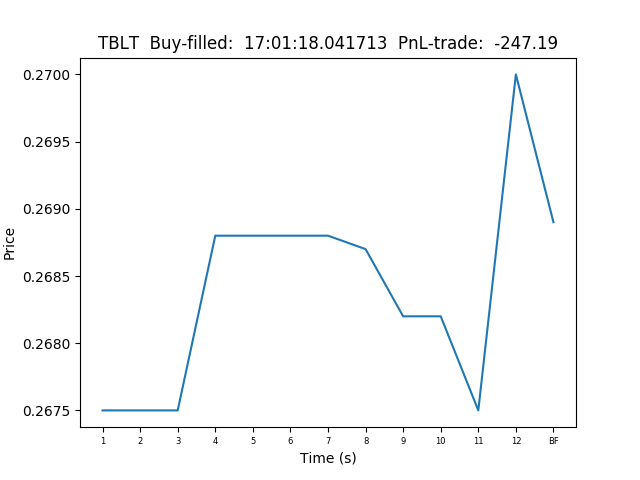 TBLT  Buy-filled:  17:01:18.041713  PnL-trade:  -247.19
0.2700
0.2695
0.2690
0.2685
0.2680
0.2675
Price
1 2 3 4 5 6 7 8 9 10 11 12 BF
Time (s)